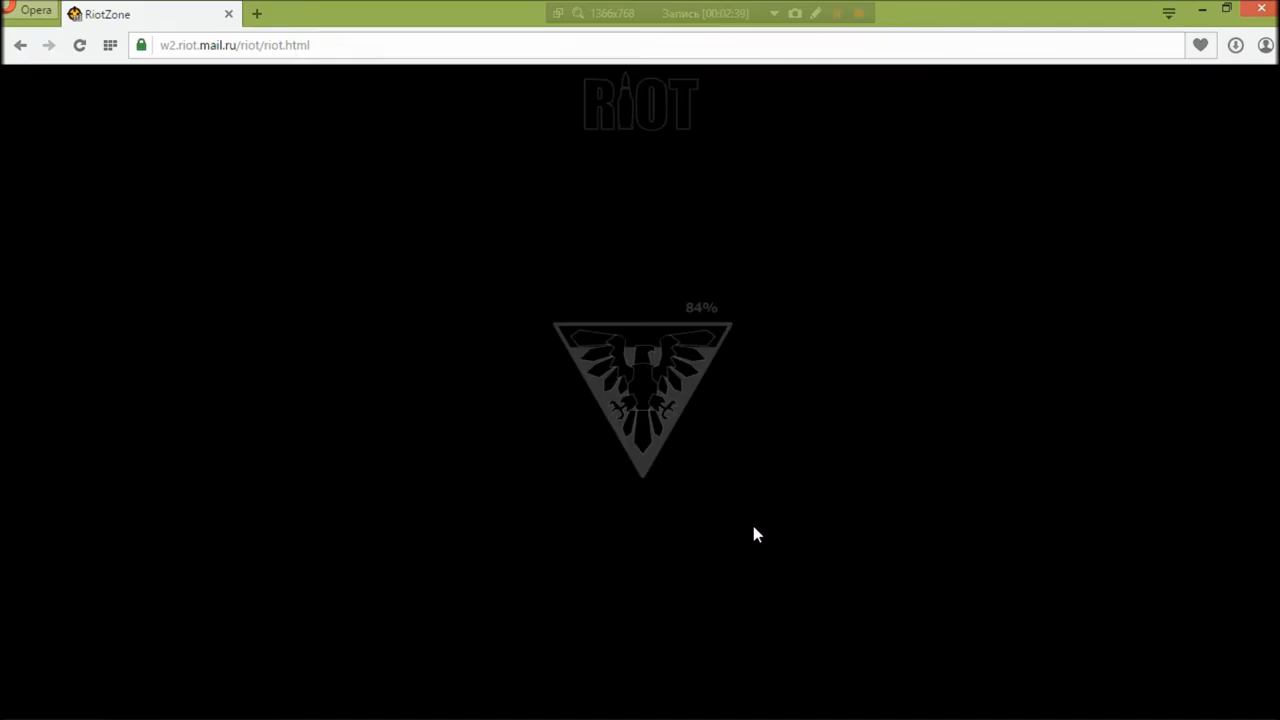 Opera
RiotZone
1366x768
Запись [00:02:39]
w2.riot.mail.ru/riot/riot.html
RIOT
84%